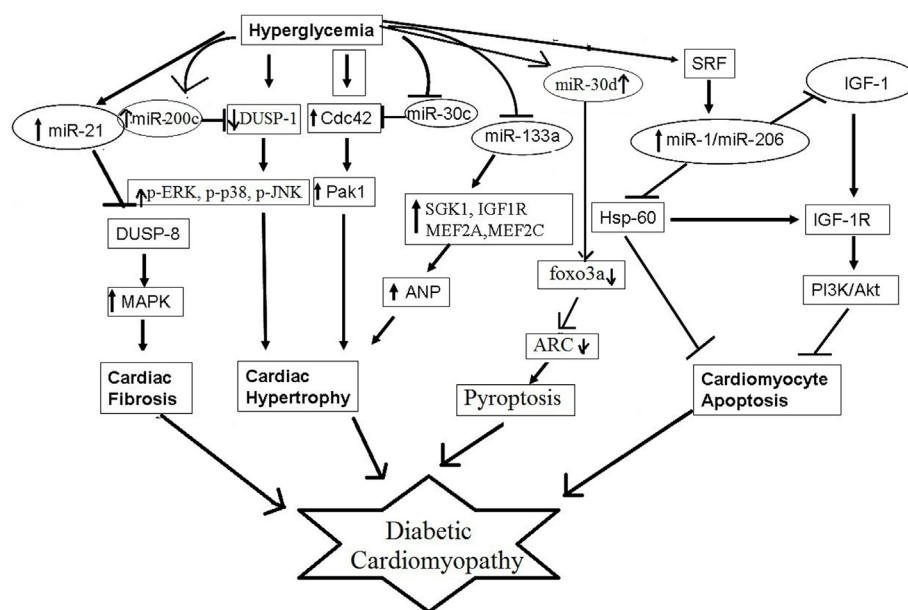 Hyperglycemia
SRF
IGF-1
miR-30d
miR-21
miR-200c
DUSP-1
Cdc42
miR-30c
miR-133a
miR-1/miR-206
p-ERK, p-p38, p-JNK
Pak1
SGK1, IGF1R
MEF2A,MEF2C
Hsp-60
IGF-1R
DUSP-8
foxo3a
MAPK
ANP
PI3K/Akt
ARC
Cardiac
Fibrosis
Cardiac
Hypertrophy
Pyroptosis
Cardiomyocyte
Apoptosis
Diabetic
Cardiomyopathy